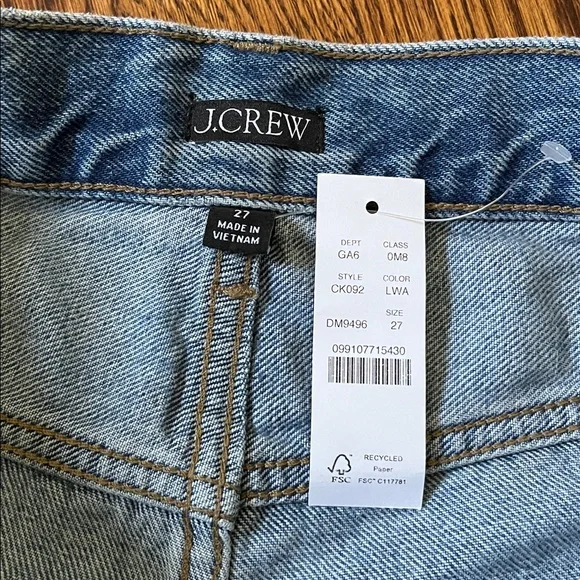 J.CREW
27
MADE IN
VIETNAM
DEPT CLASS
GA6 0M8
STYLE COLOR
CK092 LWA
SIZE
DM9496 27
099107715430
RECYCLED
Paper
FSC
FSC® C117781